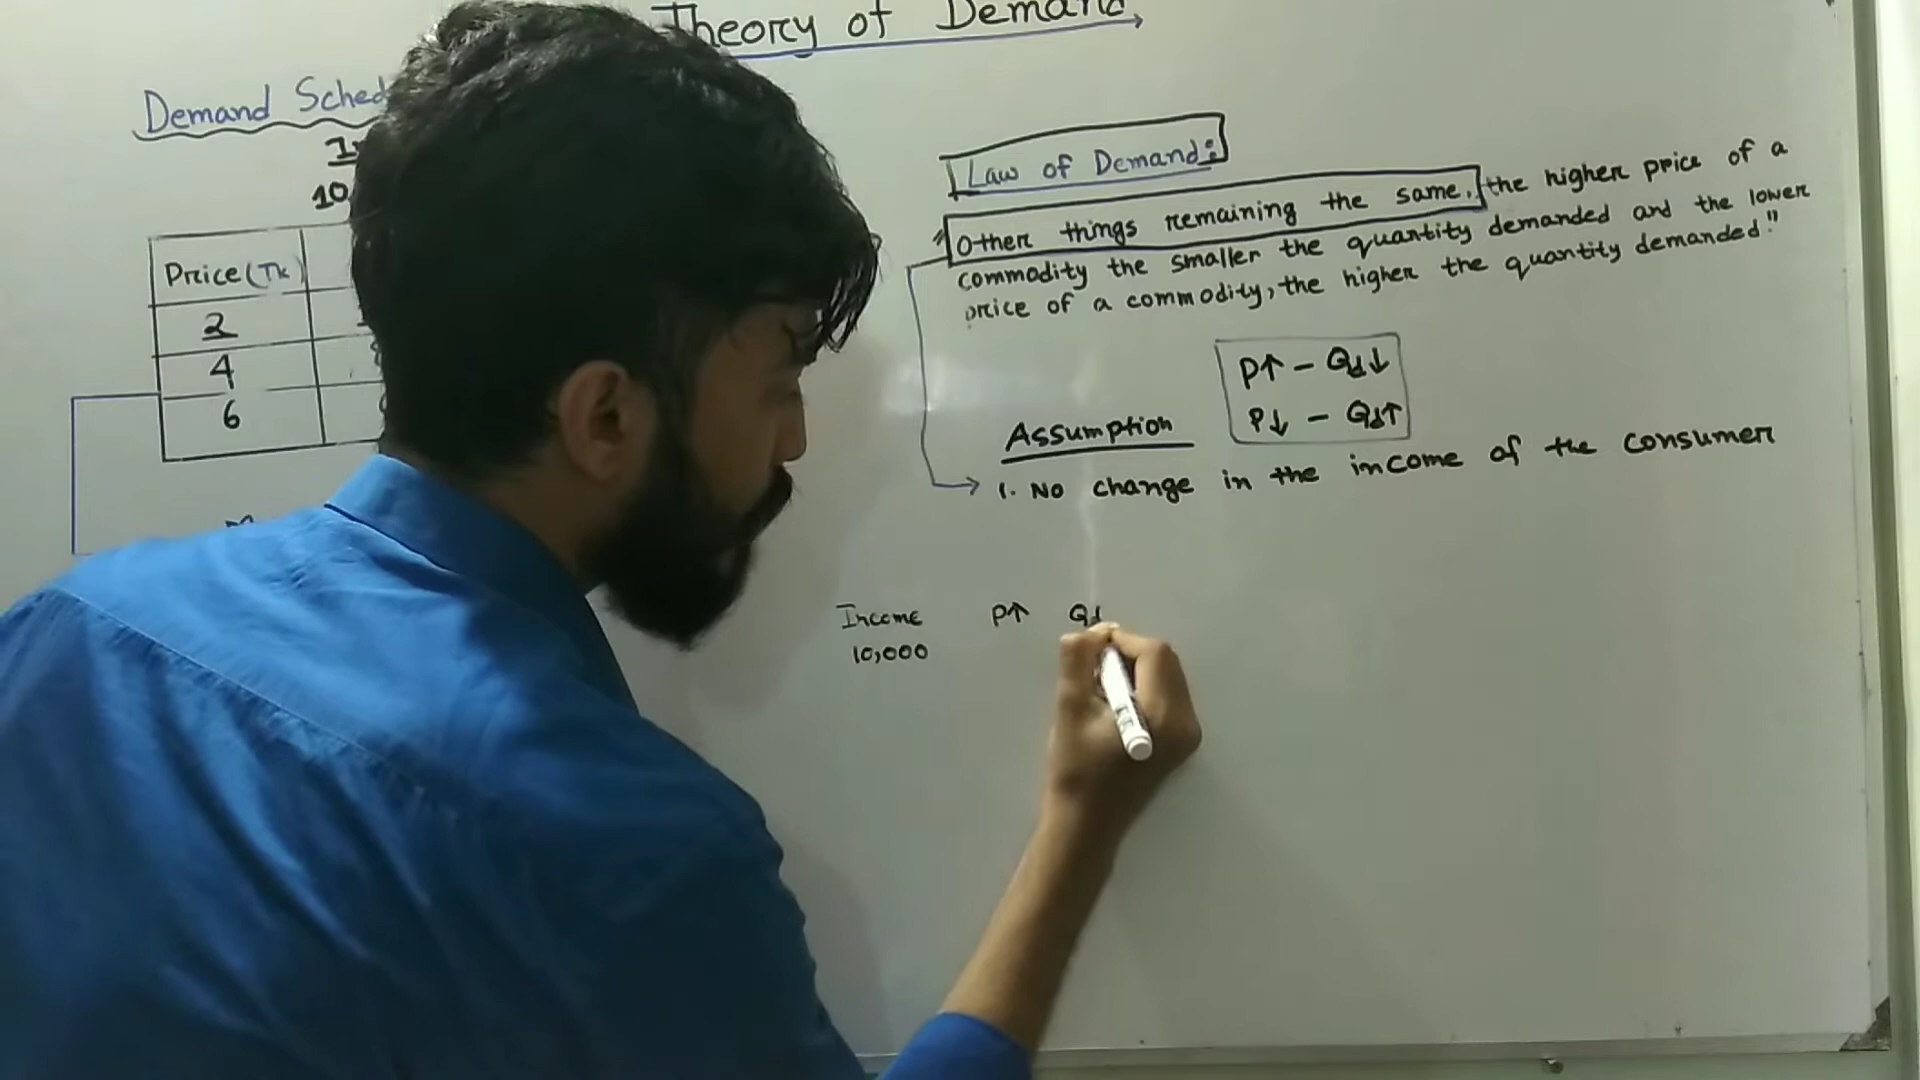 Theory of Demand
Demand
10
Price (Tk)
2
4
6
Law of Demand:
"Other things remaining the same, the higher price of a
commodity the smaller the quantity demanded and the lower
price of a commodity, the higher the quantity demanded."
P↑ - Qd↓
P↓ - Qd↑
Assumption
1. No change in the income of the consumer
Income P↑ Qd
10,000